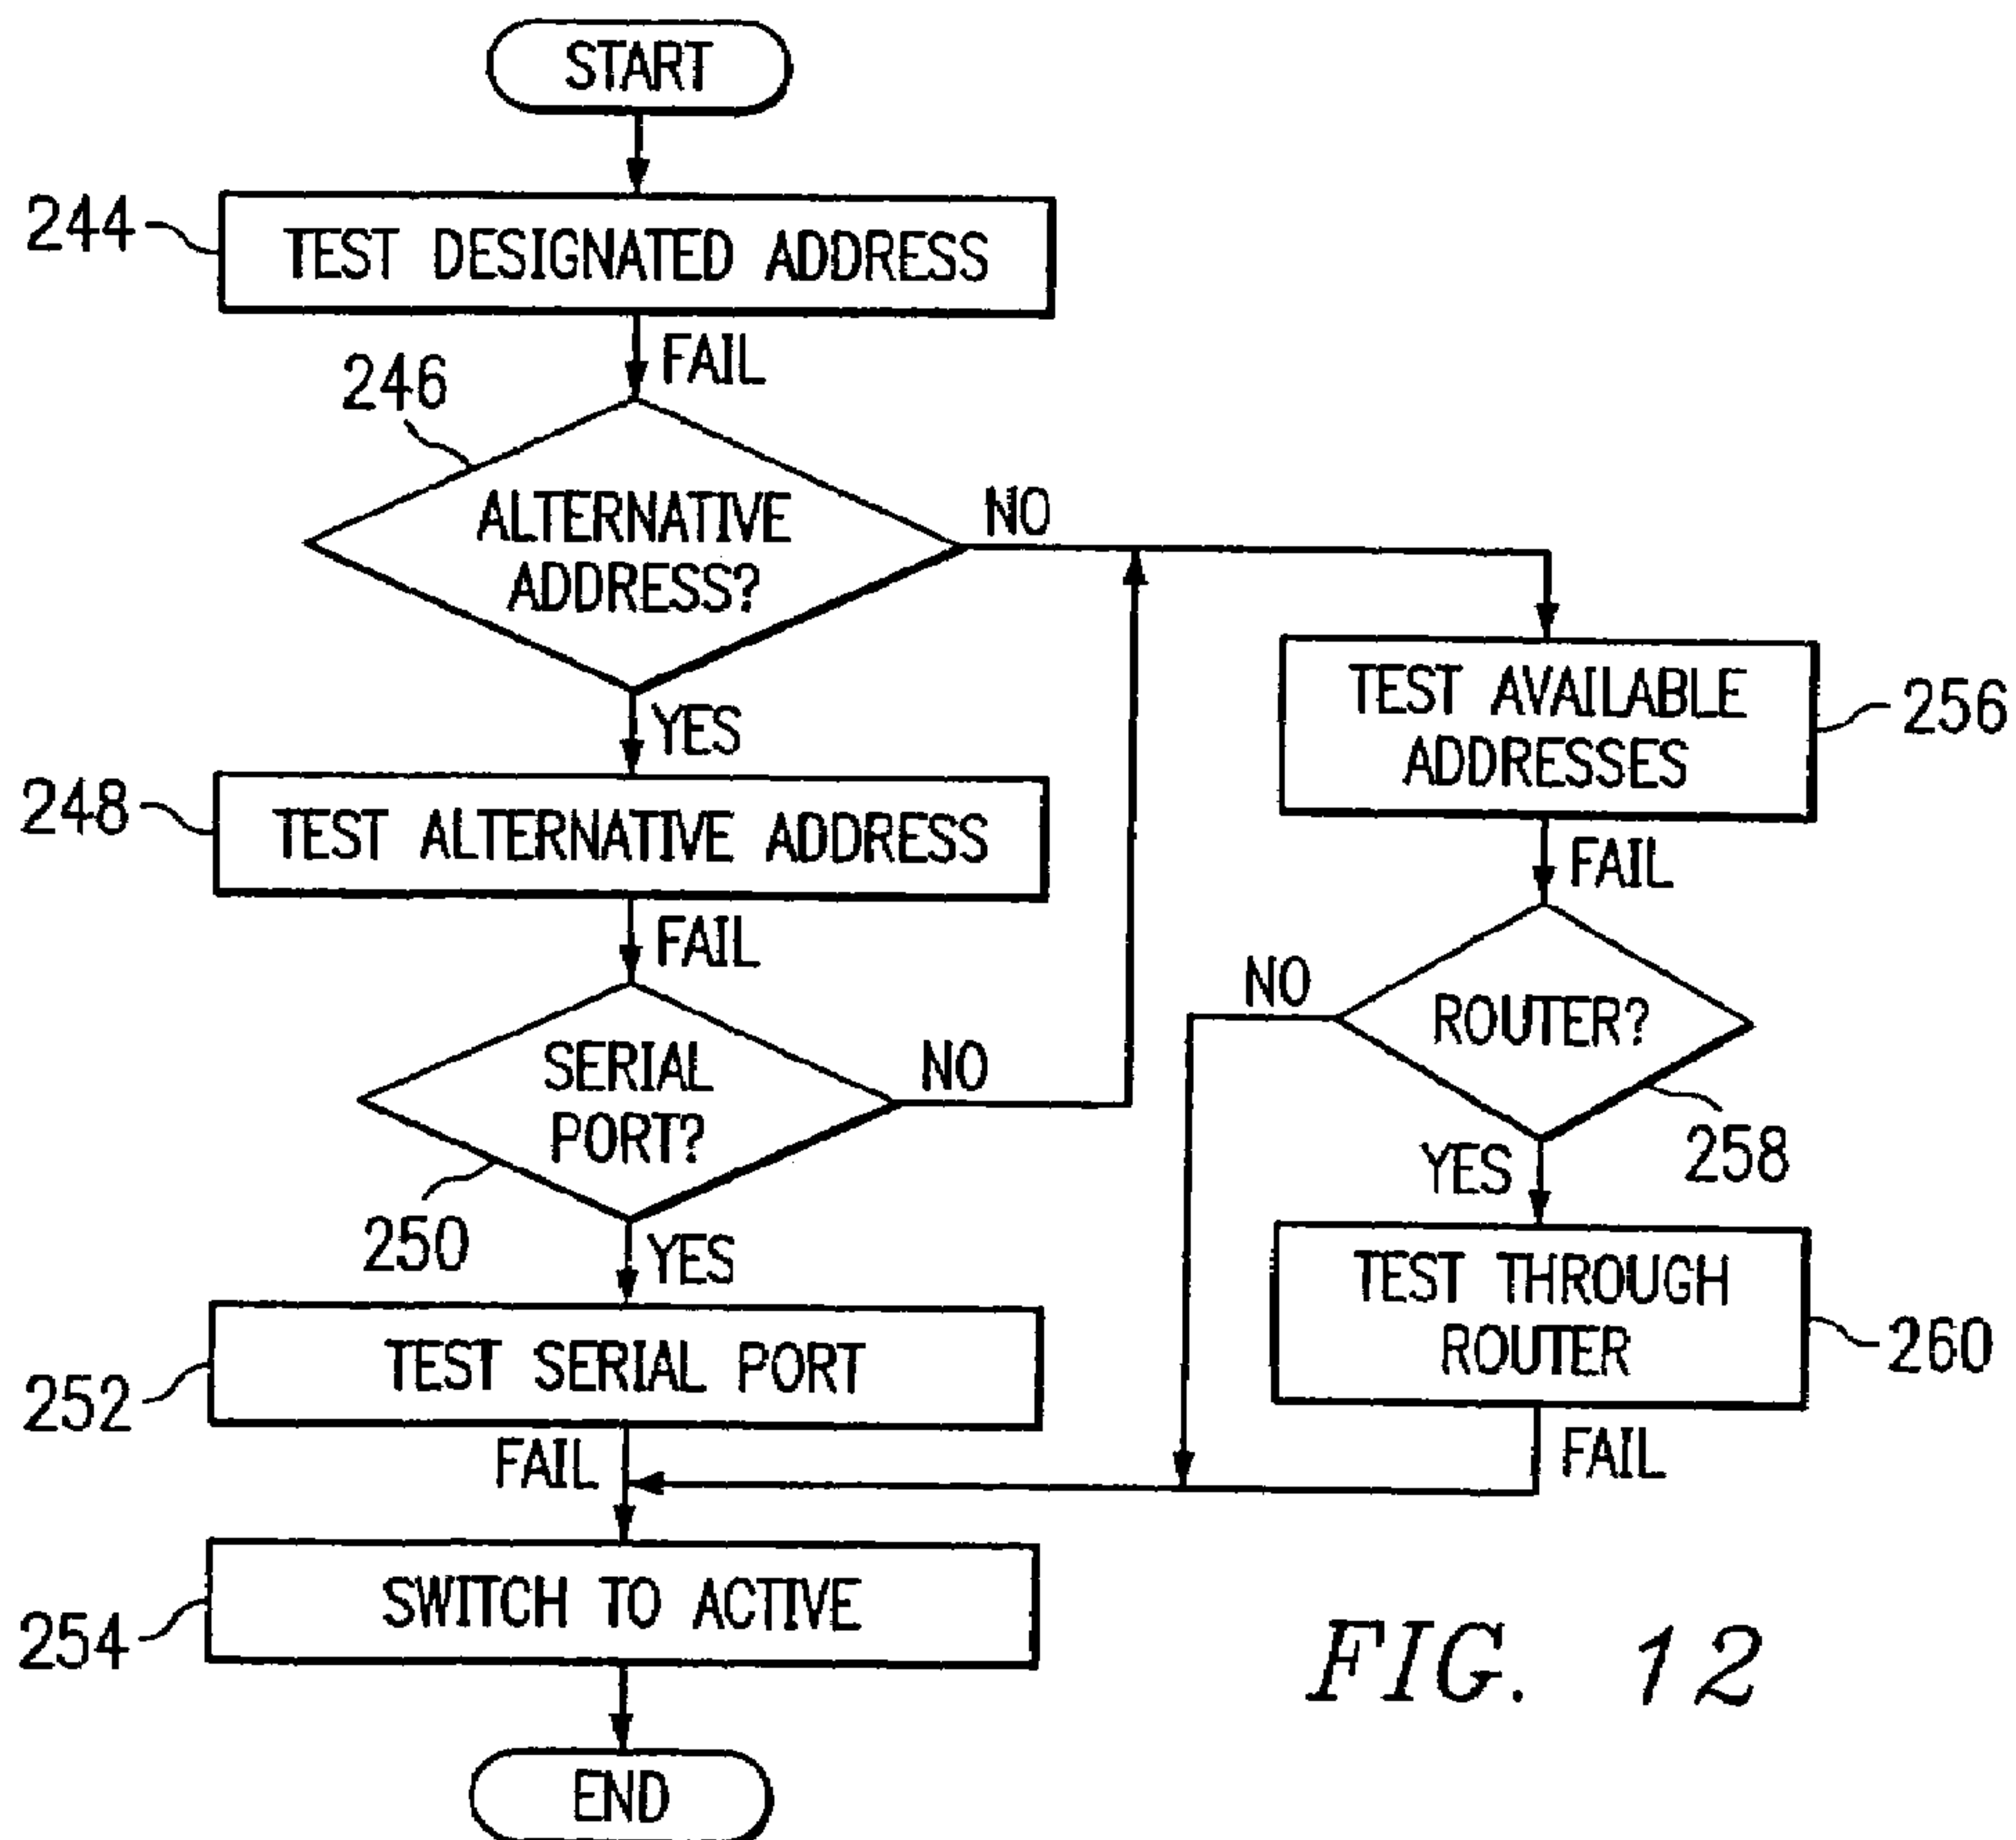 START
244
TEST DESIGNATED ADDRESS
FAIL
246
ALTERNATIVE
ADDRESS?
NO
YES
248
TEST ALTERNATIVE ADDRESS
FAIL
SERIAL
PORT?
NO
250
YES
252
TEST SERIAL PORT
FAIL
254
SWITCH TO ACTIVE
END
TEST AVAILABLE
ADDRESSES
256
FAIL
NO
ROUTER?
258
YES
TEST THROUGH
ROUTER
260
FAIL
FIG. 12